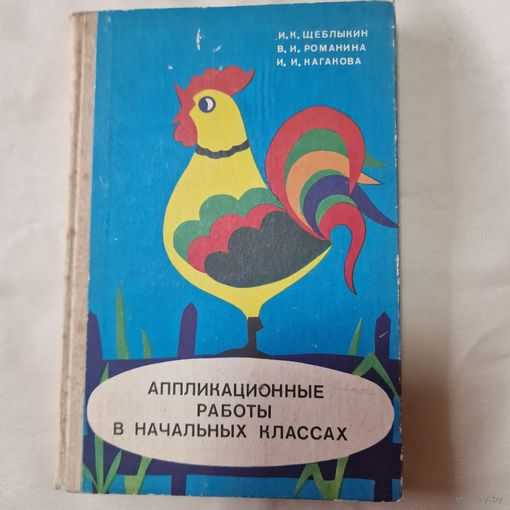 И. К. ЩЕБЛЫКИН
В. И. РОМАНИНА
И. И. КАГАКОВА
АППЛИКАЦИОННЫЕ
РАБОТЫ
В НАЧАЛЬНЫХ КЛАССАХ